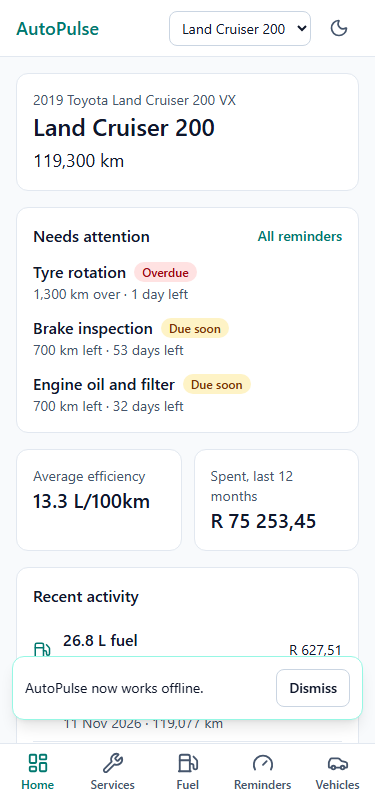 AutoPulse
Land Cruiser 200
2019 Toyota Land Cruiser 200 VX
Land Cruiser 200
119,300 km
Needs attention
All reminders
Tyre rotation Overdue
1,300 km over · 1 day left
Brake inspection Due soon
700 km left · 53 days left
Engine oil and filter Due soon
700 km left · 32 days left
Average efficiency
13.3 L/100km
Spent, last 12
months
R 75 253,45
Recent activity
26.8 L fuel
R 627,51
AutoPulse now works offline.
Dismiss
11 Nov 2026 · 119,077 km
Home
Services
Fuel
Reminders
Vehicles